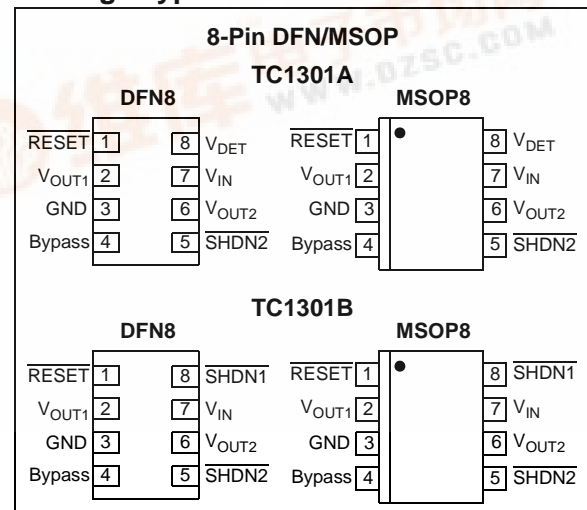 8-Pin DFN/MSOP
TC1301A
DFN8 MSOP8
RESET 1 8 VDET RESET 1 8 VDET
VOUT1 2 7 VIN VOUT1 2 7 VIN
GND 3 6 VOUT2 GND 3 6 VOUT2
Bypass 4 5 SHDN2 Bypass 4 5 SHDN2
TC1301B
DFN8 MSOP8
RESET 1 8 SHDN1 RESET 1 8 SHDN1
VOUT1 2 7 VIN VOUT1 2 7 VIN
GND 3 6 VOUT2 GND 3 6 VOUT2
Bypass 4 5 SHDN2 Bypass 4 5 SHDN2